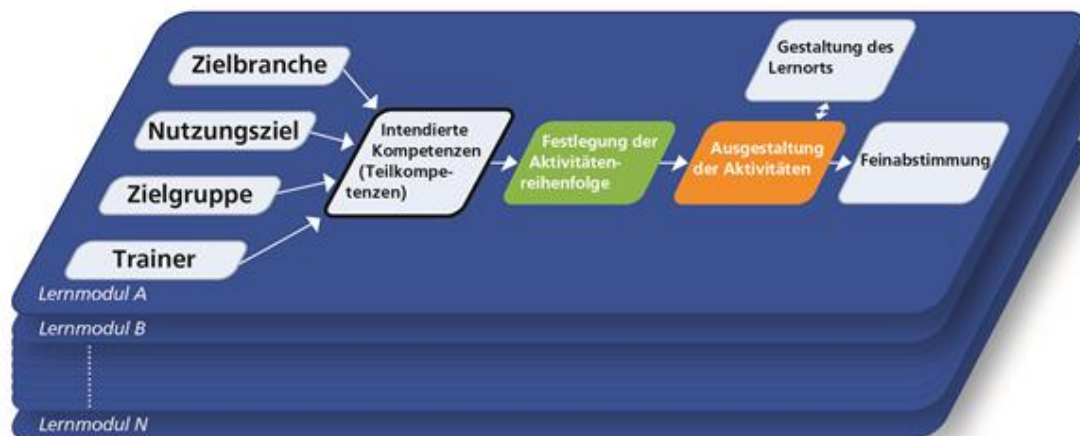 Zielbranche
Nutzungsziel
Zielgruppe
Trainer
Intendierte
Kompetenzen
(Teilkompe-
tenzen)
Festlegung der
Aktivitäten-
reihenfolge
Ausgestaltung
der Aktivitäten
Gestaltung des
Lernorts
Feinabstimmung
Lernmodul A
Lernmodul B
Lernmodul N